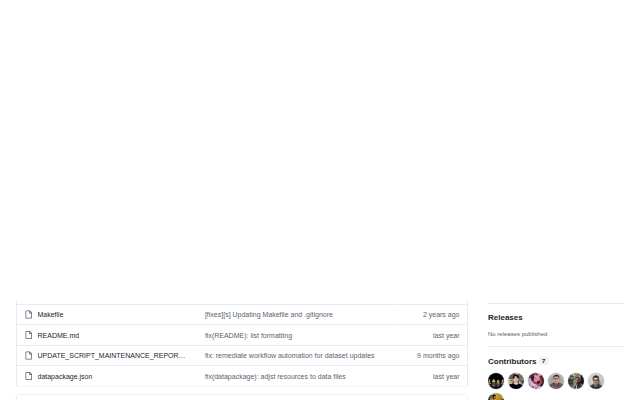 Makefile [fixes][s] Updating Makefile and .gitignore 2 years ago
README.md fix(README): list formatting last year
UPDATE_SCRIPT_MAINTENANCE_REPOR... fix: remediate workflow automation for dataset updates 9 months ago
datapackage.json fix(datapackage): adjst resources to data files last year
Releases
No releases published
Contributors 7